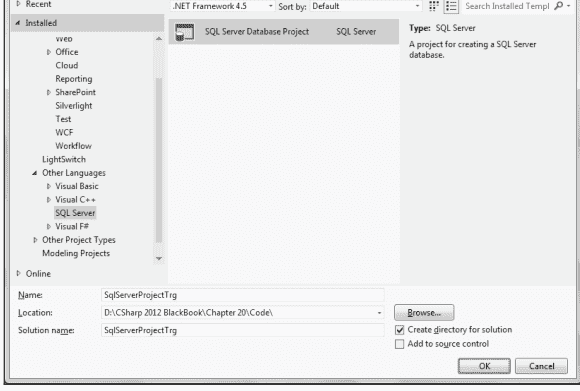 Recent
.NET Framework 4.5 Sort by: Default Search Installed Templ
Installed
Web
Office
Cloud
Reporting
SharePoint
Silverlight
Test
WCF
Workflow
LightSwitch
Other Languages
Visual Basic
Visual C++
SQL Server
Visual F#
Other Project Types
Modeling Projects
Online
SQL Server Database Project SQL Server
Type: SQL Server
A project for creating a SQL Server
database.
Name: SqlServerProjectTrg
Location: D:\CSharp 2012 BlackBook\Chapter 20\Code\
Browse...
Solution name: SqlServerProjectTrg
Create directory for solution
Add to source control
OK Cancel